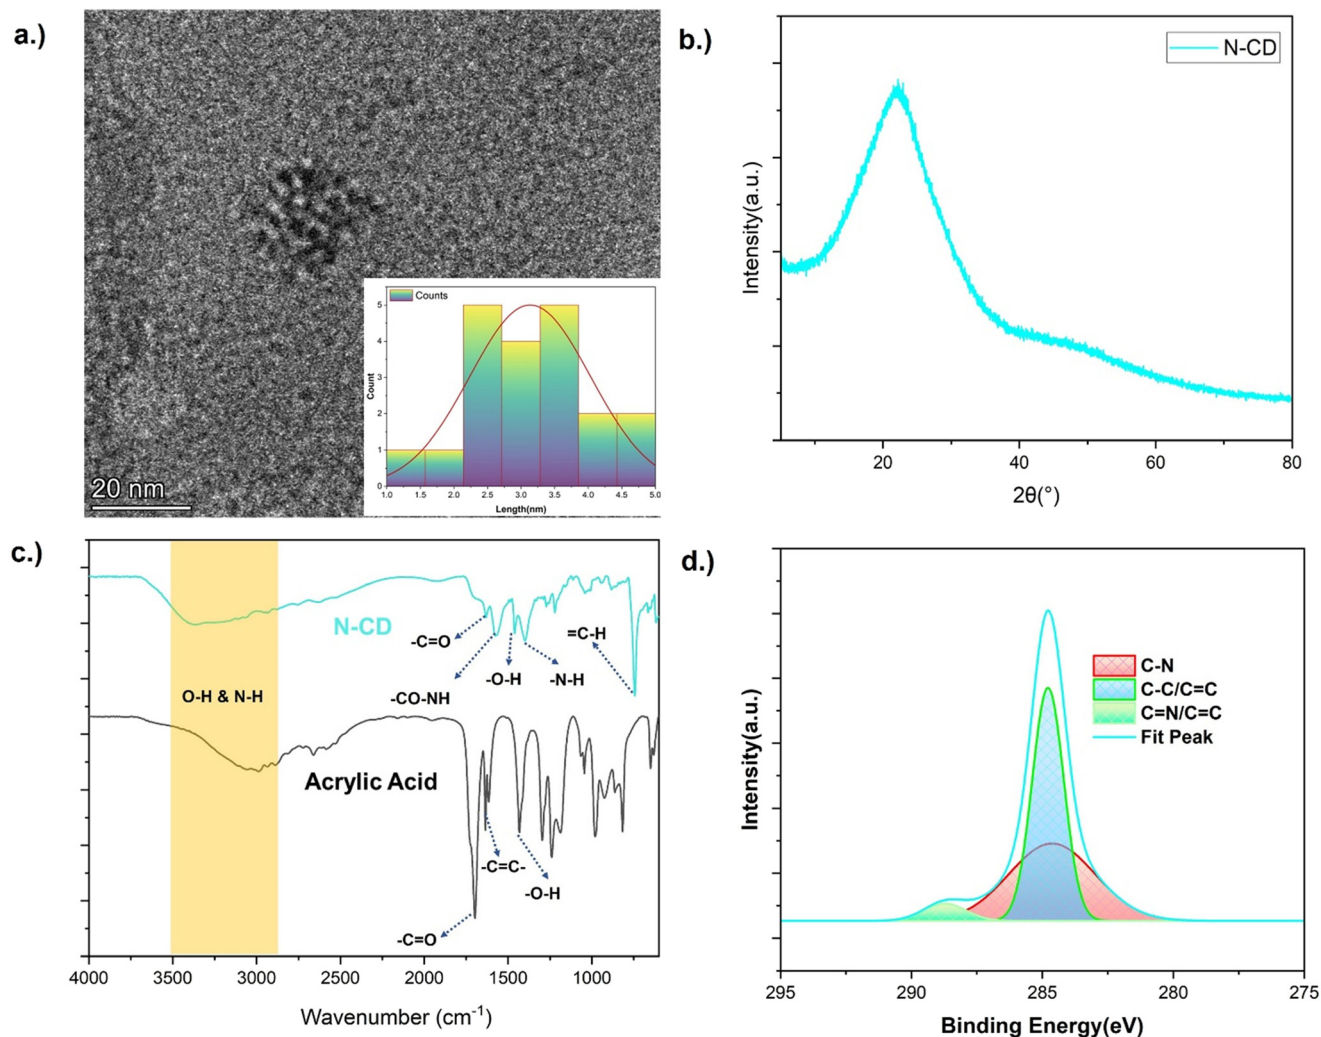 a.)
20 nm
Counts
Count
5
4
3
2
1
0
1.0 1.5 2.0 2.5 3.0 3.5 4.0 4.5 5.0
Length(nm)
b.)
N-CD
Intensity(a.u.)
20 40 60 80
2θ(°)
c.)
N-CD
-C=O
=C-H
-O-H
-N-H
-CO-NH
O-H & N-H
Acrylic Acid
-C=C-
-O-H
-C=O
4000 3500 3000 2500 2000 1500 1000
Wavenumber (cm-1)
d.)
C-N
C-C/C=C
C=N/C=C
Fit Peak
Intensity(a.u.)
295 290 285 280 275
Binding Energy(eV)